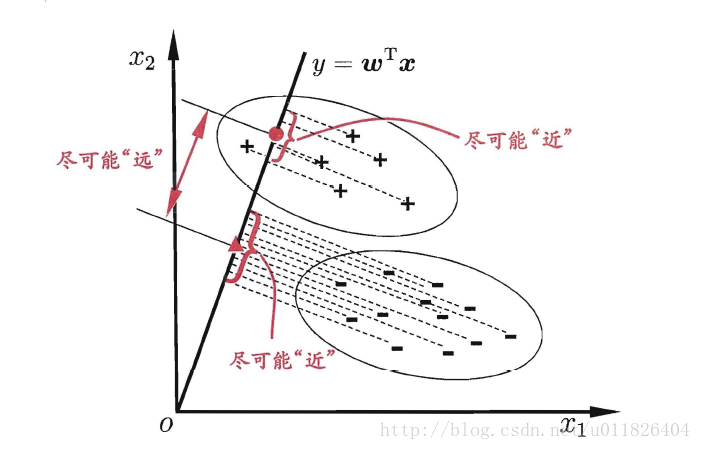 x₂
y = wᵀx
尽可能“近”
尽可能“远”
尽可能“近”
O
x₁
http://blog.csdn.net/u011826404